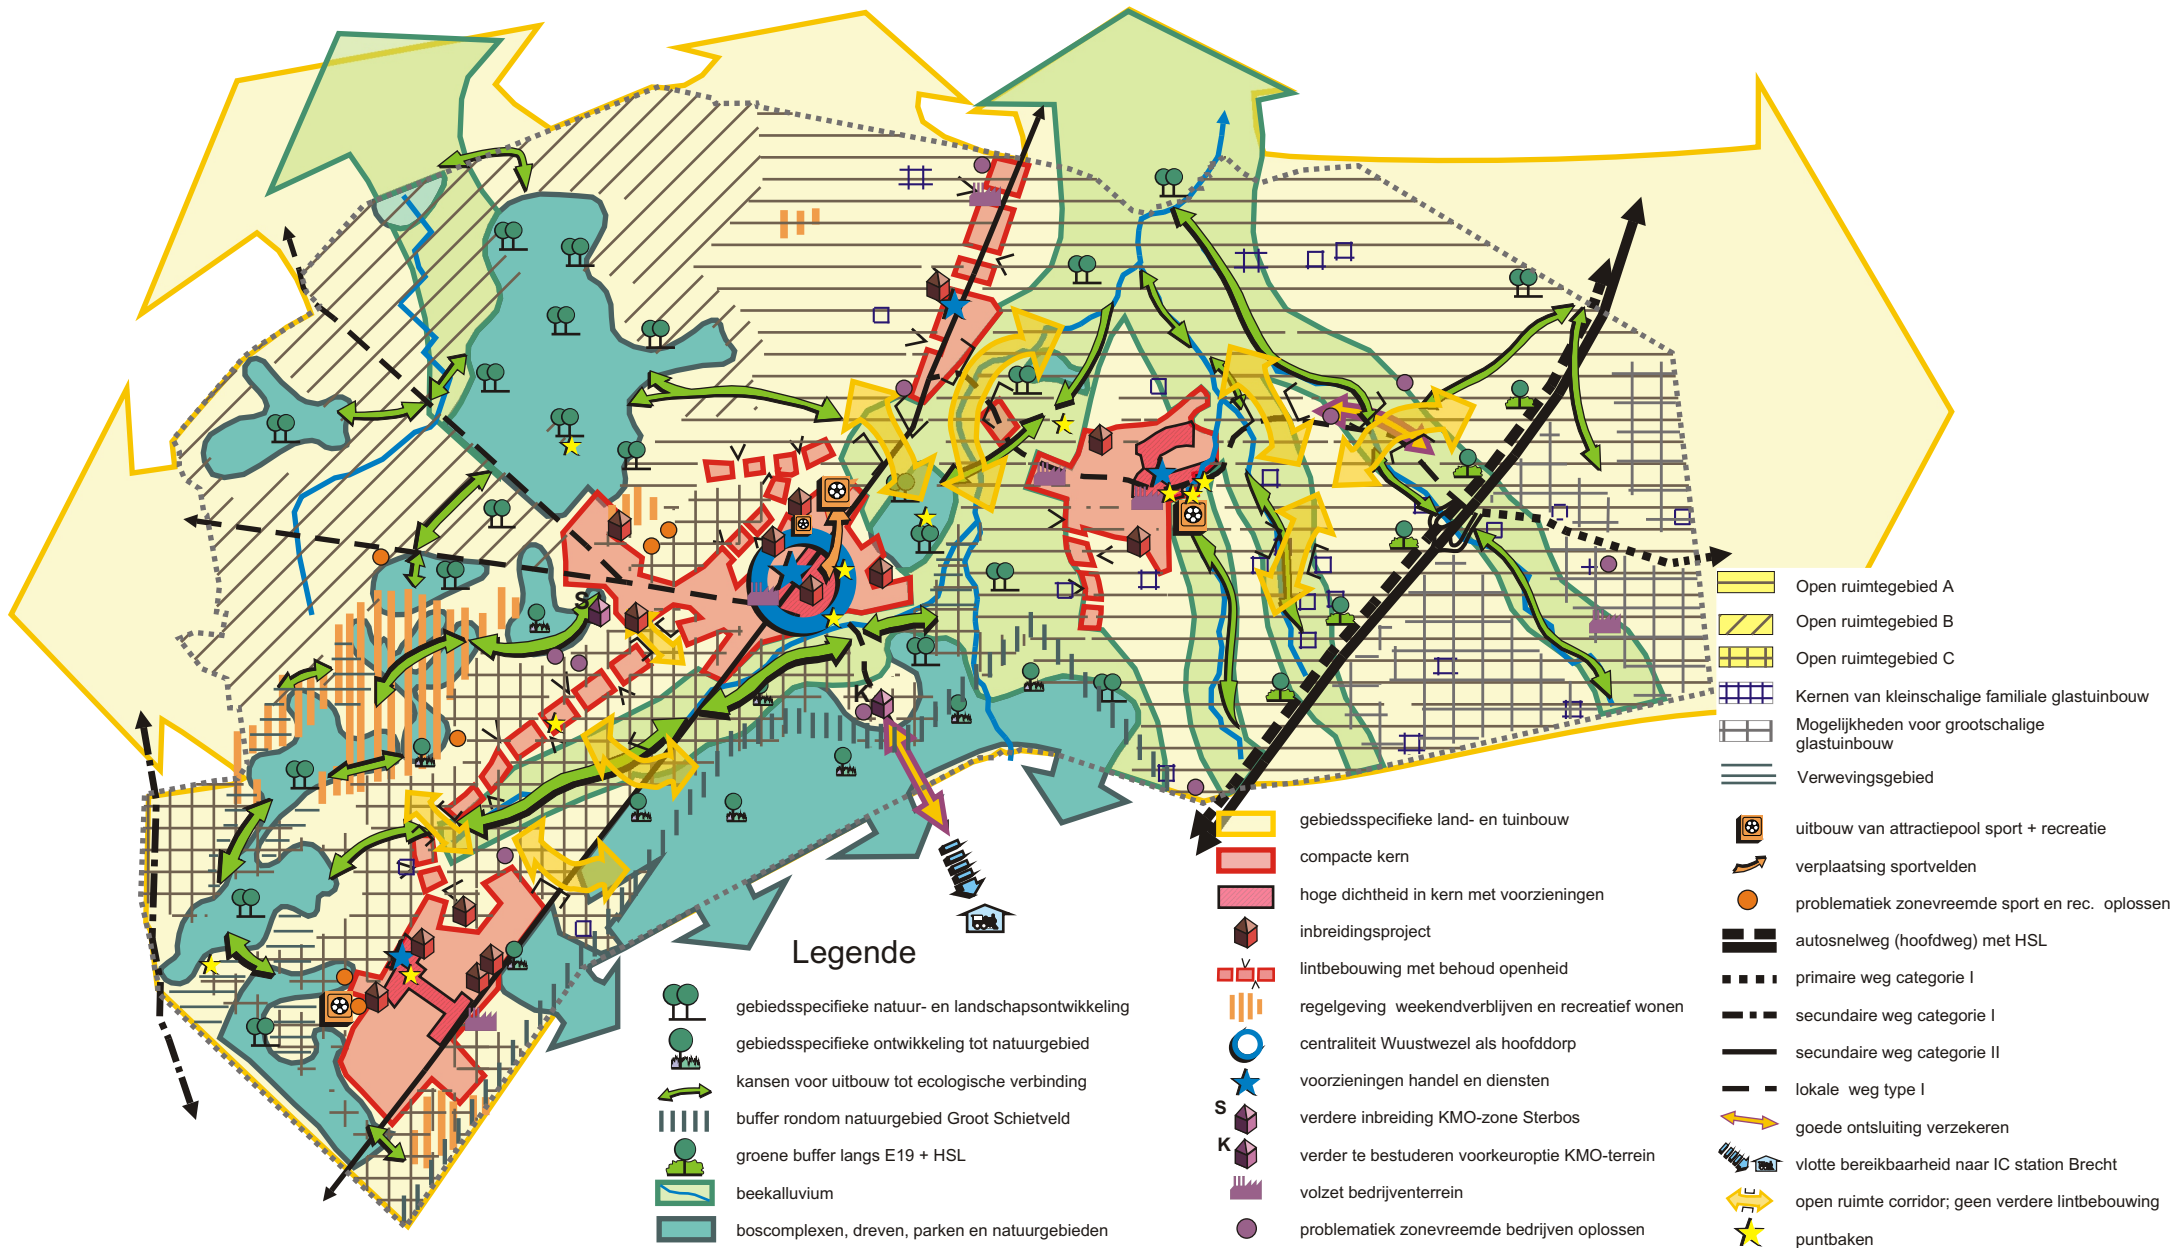 S
K
Legende
gebiedsspecifieke natuur- en landschapsontwikkeling
gebiedsspecifieke ontwikkeling tot natuurgebied
kansen voor uitbouw tot ecologische verbinding
buffer rondom natuurgebied Groot Schietveld
groene buffer langs E19 + HSL
beekalluvium
boscomplexen, dreven, parken en natuurgebieden
gebiedsspecifieke land- en tuinbouw
compacte kern
hoge dichtheid in kern met voorzieningen
inbreidingsproject
lintbebouwing met behoud openheid
regelgeving weekendverblijven en recreatief wonen
centraliteit Wuustwezel als hoofddorp
voorzieningen handel en diensten
S verdere inbreiding KMO-zone Sterbos
K verder te bestuderen voorkeuroptie KMO-terrein
volzet bedrijventerrein
problematiek zonevreemde bedrijven oplossen
Open ruimtegebied A
Open ruimtegebied B
Open ruimtegebied C
Kernen van kleinschalige familiale glastuinbouw
Mogelijkheden voor grootschalige
glastuinbouw
Verwevingsgebied
uitbouw van attractiepool sport + recreatie
verplaatsing sportvelden
problematiek zonevreemde sport en rec. oplossen
autosnelweg (hoofdweg) met HSL
primaire weg categorie I
secundaire weg categorie I
secundaire weg categorie II
lokale weg type I
goede ontsluiting verzekeren
vlotte bereikbaarheid naar IC station Brecht
open ruimte corridor; geen verdere lintbebouwing
puntbaken